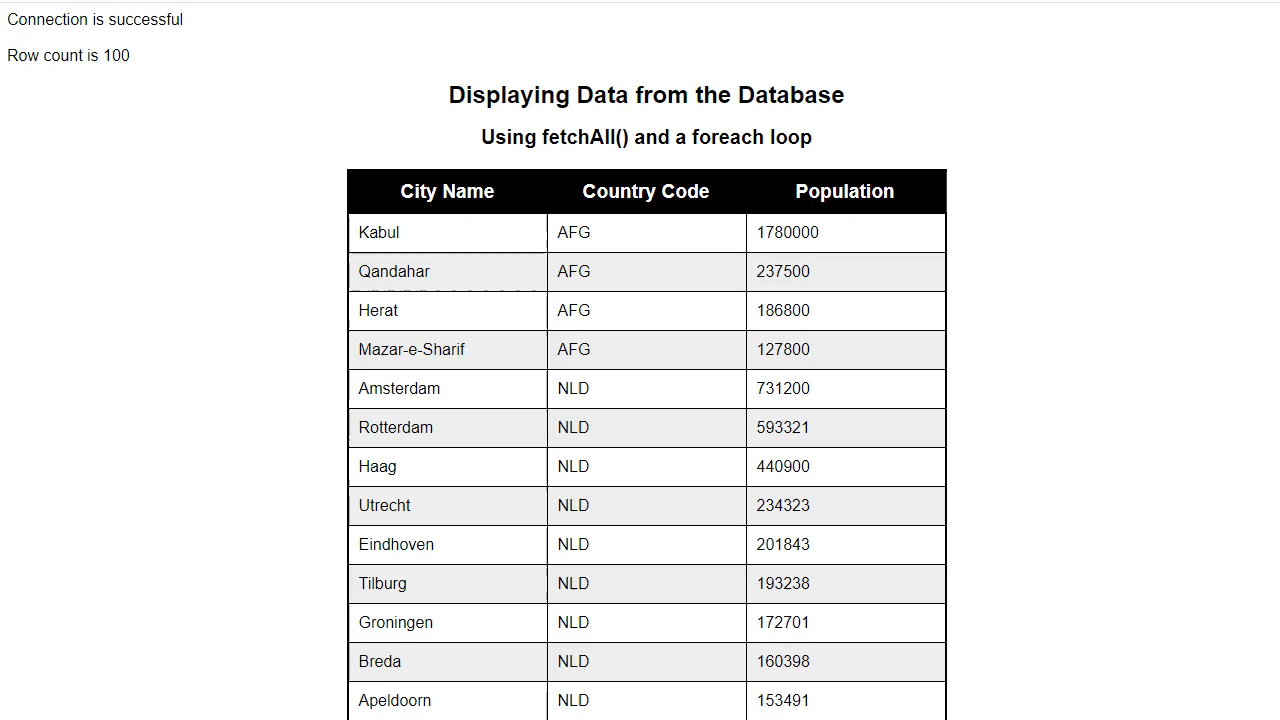 Connection is successful
Row count is 100
Displaying Data from the Database
Using fetchAll() and a foreach loop
City Name Country Code Population
Kabul AFG 1780000
Qandahar AFG 237500
Herat AFG 186800
Mazar-e-Sharif AFG 127800
Amsterdam NLD 731200
Rotterdam NLD 593321
Haag NLD 440900
Utrecht NLD 234323
Eindhoven NLD 201843
Tilburg NLD 193238
Groningen NLD 172701
Breda NLD 160398
Apeldoorn NLD 153491